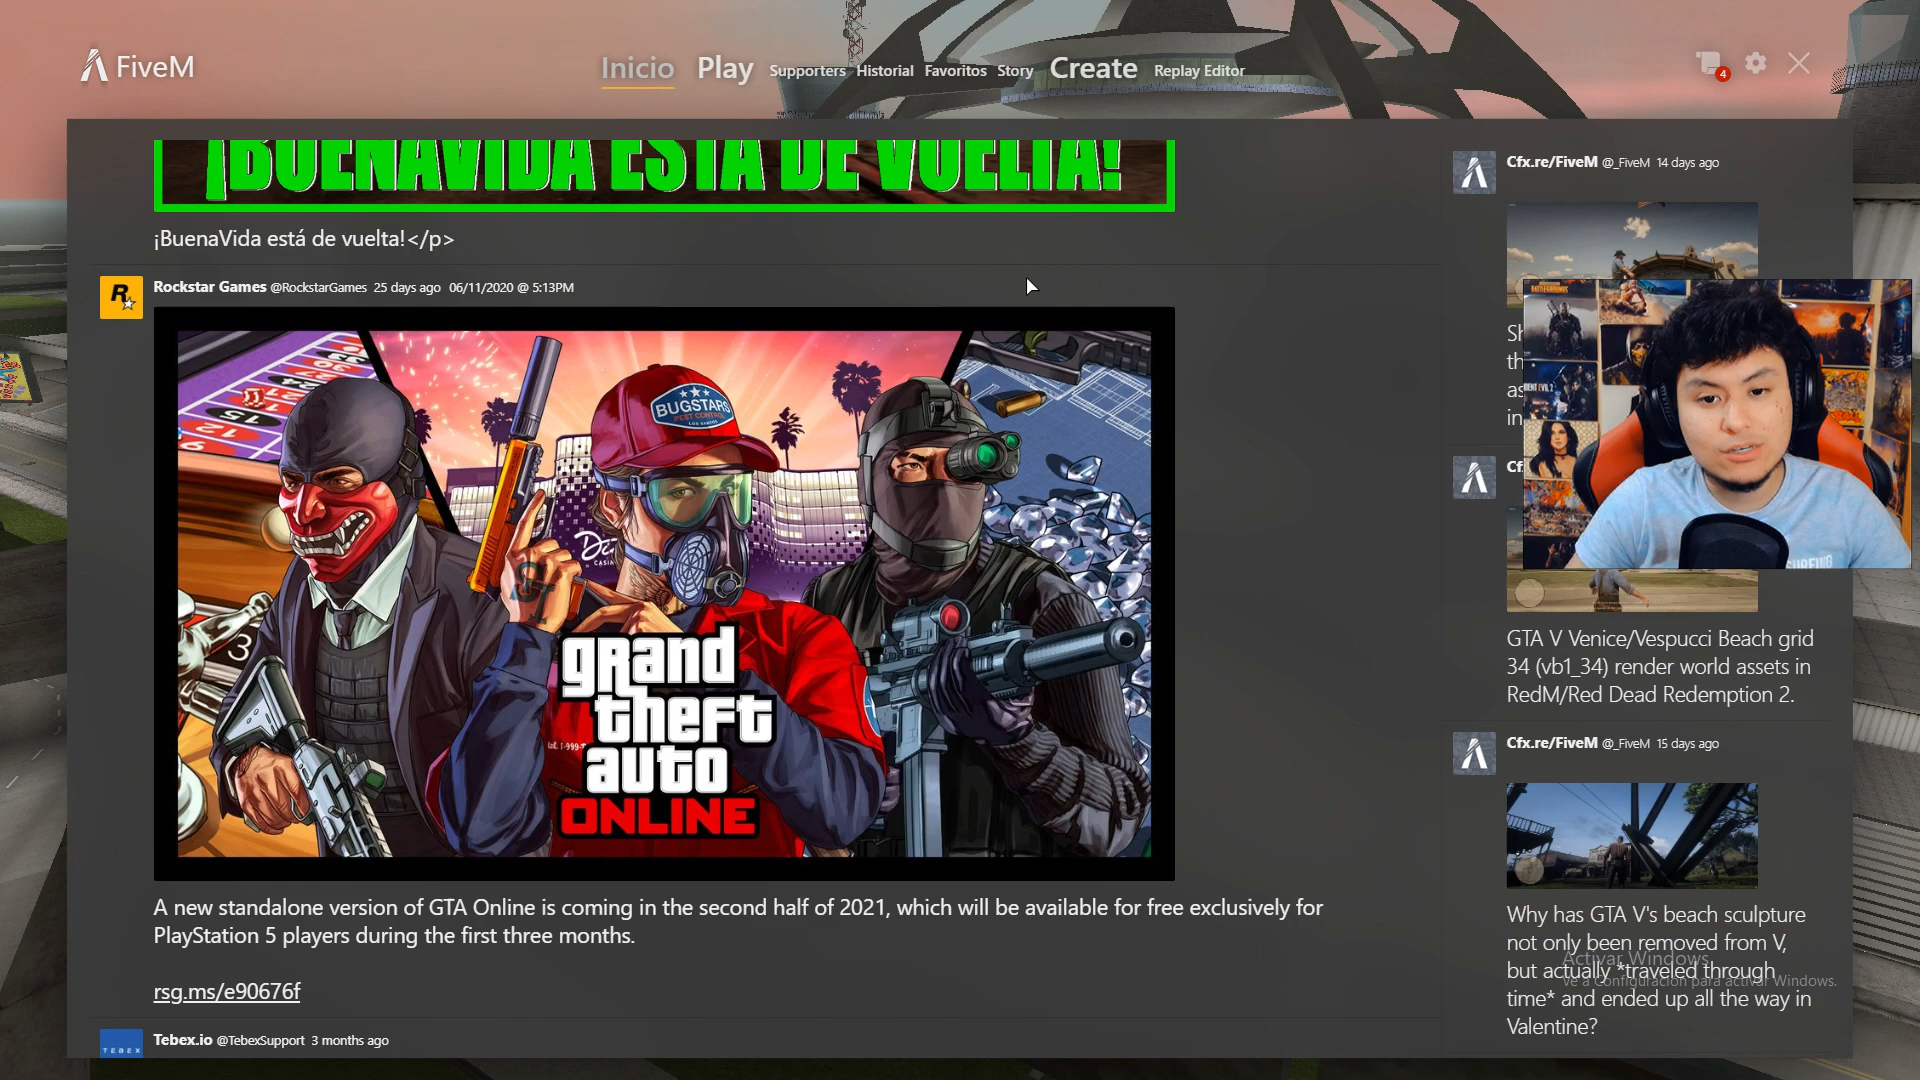 FiveM
Inicio Play Supporters Historial Favoritos Story Create Replay Editor
4
¡BUENAVIDA ESTÁ DE VUELTA!
¡BuenaVida está de vuelta!</p>
Rockstar Games @RockstarGames 25 days ago 06/11/2020 @ 5:13PM
BUGSTARS
PEST CONTROL
LOS SANTOS
grand
theft
auto
ONLINE
A new standalone version of GTA Online is coming in the second half of 2021, which will be available for free exclusively for
PlayStation 5 players during the first three months.
rsg.ms/e90676f
TEBEX
Tebex.io @TebexSupport 3 months ago
Cfx.re/FiveM @_FiveM 14 days ago
GTA V Venice/Vespucci Beach grid
34 (vb1_34) render world assets in
RedM/Red Dead Redemption 2.
Cfx.re/FiveM @_FiveM 15 days ago
Why has GTA V's beach sculpture
not only been removed from V,
but actually *traveled through
time* and ended up all the way in
Valentine?
Activar Windows
Ve a Configuración para activar Windows.